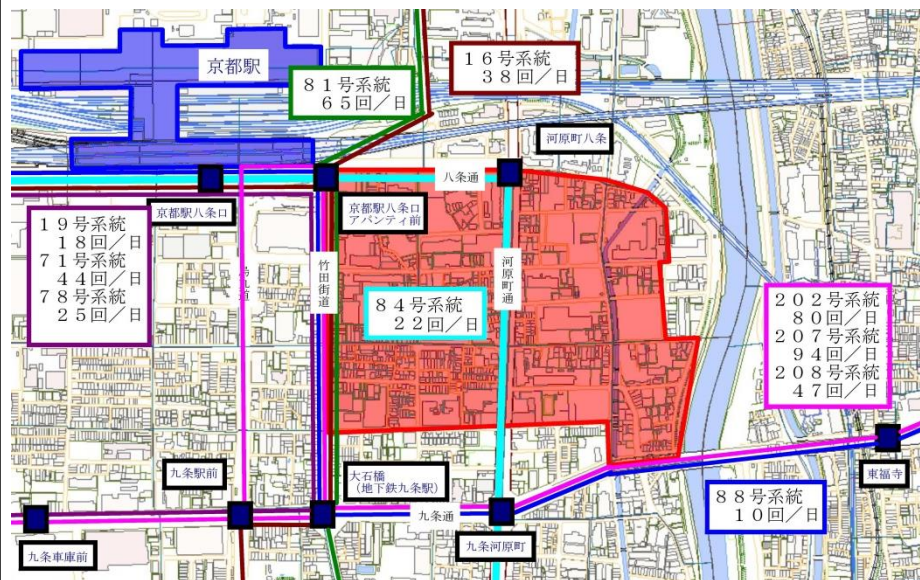 京都駅
８１号系統
６５回／日
１６号系統
３８回／日
河原町八条
八条通
京都駅八条口
京都駅八条口
アバンティ前
１９号系統
１８回／日
７１号系統
４４回／日
７８号系統
２５回／日
竹田街道
河原町通
８４号系統
２２回／日
２０２号系統
８０回／日
２０７号系統
９４回／日
２０８号系統
４７回／日
九条駅前
大石橋
（地下鉄九条駅）
九条通
東福寺
８８号系統
１０回／日
九条車庫前
九条河原町